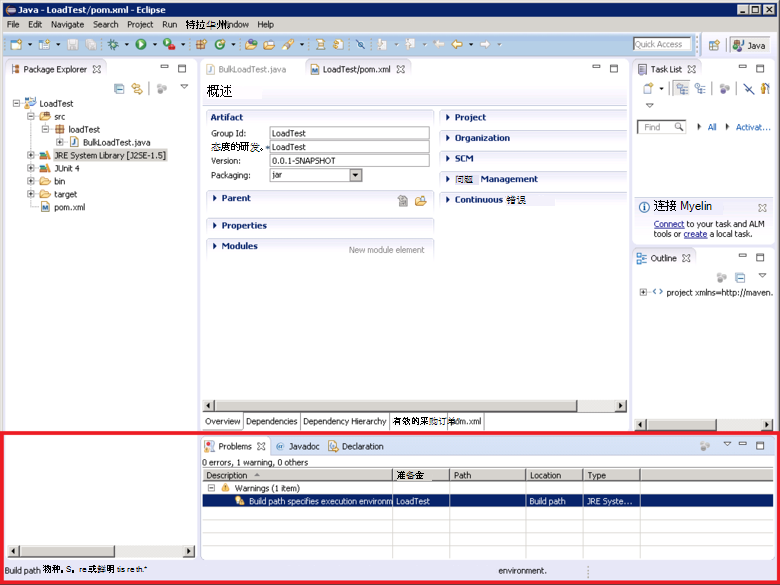 Java - LoadTest/pom.xml - Eclipse
File Edit Navigate Search Project Run 特拉华州indow Help
Quick Access Java
Package Explorer
LoadTest
src
loadTest
BulkLoadTest.java
JRE System Library [J2SE-1.5]
JUnit 4
bin
target
pom.xml
BulkLoadTest.java LoadTest/pom.xml
概述
Artifact
Group Id: LoadTest
态度的研发。 LoadTest
Version: 0.0.1-SNAPSHOT
Packaging: jar
Parent
Properties
Modules
New module element
Project
Organization
SCM
问题 Management
Continuous 错误
Overview Dependencies Dependency Hierarchy 有效的采购订单 om.xml
Task List
Find All Activat...
连接 Myelin
Connect to your task and ALM
tools or create a local task.
Outline
project xmlns=http://maven.
Problems Javadoc Declaration
0 errors, 1 warning, 0 others
Description 准备金 Path Location Type
Warnings (1 item)
Build path specifies execution environm LoadTest Build path JRE Syste...
Build path 物种。S。re 或鲜明 environment.